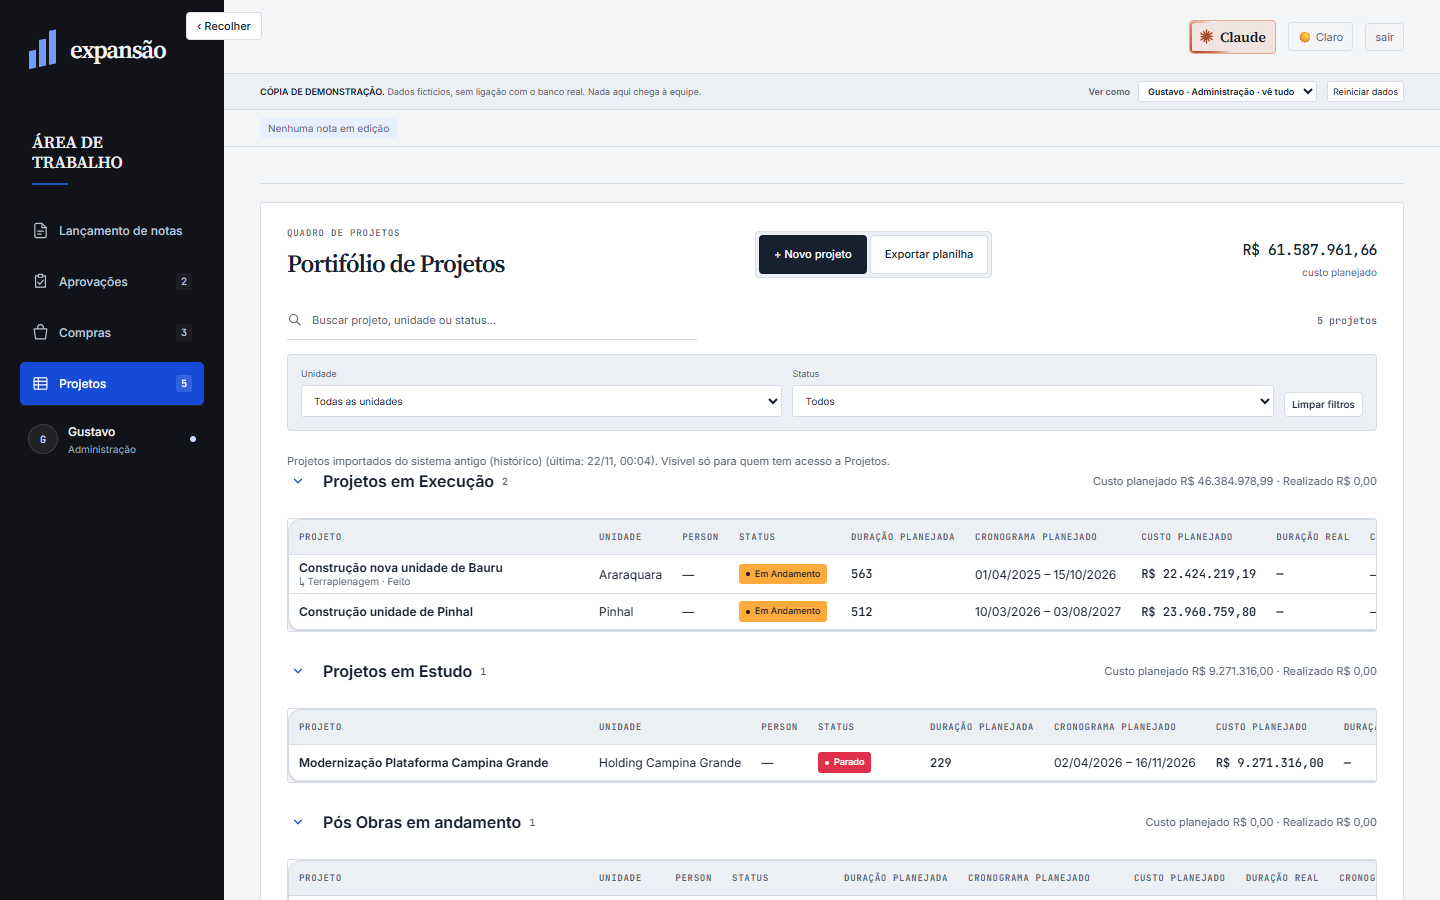 ‹ Recolher
expansão
Claude
Claro
sair
CÓPIA DE DEMONSTRAÇÃO. Dados fictícios, sem ligação com o banco real. Nada aqui chega à equipe.
Ver como
Gustavo · Administração · vê tudo
Reiniciar dados
Nenhuma nota em edição
ÁREA DE
TRABALHO
Lançamento de notas
Aprovações 2
Compras 3
Projetos 5
G
Gustavo
Administração
QUADRO DE PROJETOS
Portifólio de Projetos
+ Novo projeto
Exportar planilha
R$ 61.587.961,66
custo planejado
Buscar projeto, unidade ou status...
5 projetos
Unidade
Todas as unidades
Status
Todos
Limpar filtros
Projetos importados do sistema antigo (histórico) (última: 22/11, 00:04). Visível só para quem tem acesso a Projetos.
Projetos em Execução 2
Custo planejado R$ 46.384.978,99 · Realizado R$ 0,00
PROJETO UNIDADE PERSON STATUS DURAÇÃO PLANEJADA CRONOGRAMA PLANEJADO CUSTO PLANEJADO DURAÇÃO REAL C
Construção nova unidade de Bauru
↳ Terraplenagem · Feito
Araraquara — Em Andamento 563 01/04/2025 – 15/10/2026 R$ 22.424.219,19 — —
Construção unidade de Pinhal Pinhal — Em Andamento 512 10/03/2026 – 03/08/2027 R$ 23.960.759,80 — —
Projetos em Estudo 1
Custo planejado R$ 9.271.316,00 · Realizado R$ 0,00
PROJETO UNIDADE PERSON STATUS DURAÇÃO PLANEJADA CRONOGRAMA PLANEJADO CUSTO PLANEJADO DURAÇ
Modernização Plataforma Campina Grande Holding Campina Grande — Parado 229 02/04/2026 – 16/11/2026 R$ 9.271.316,00 —
Pós Obras em andamento 1
Custo planejado R$ 0,00 · Realizado R$ 0,00
PROJETO UNIDADE PERSON STATUS DURAÇÃO PLANEJADA CRONOGRAMA PLANEJADO CUSTO PLANEJADO DURAÇÃO REAL CRONOG